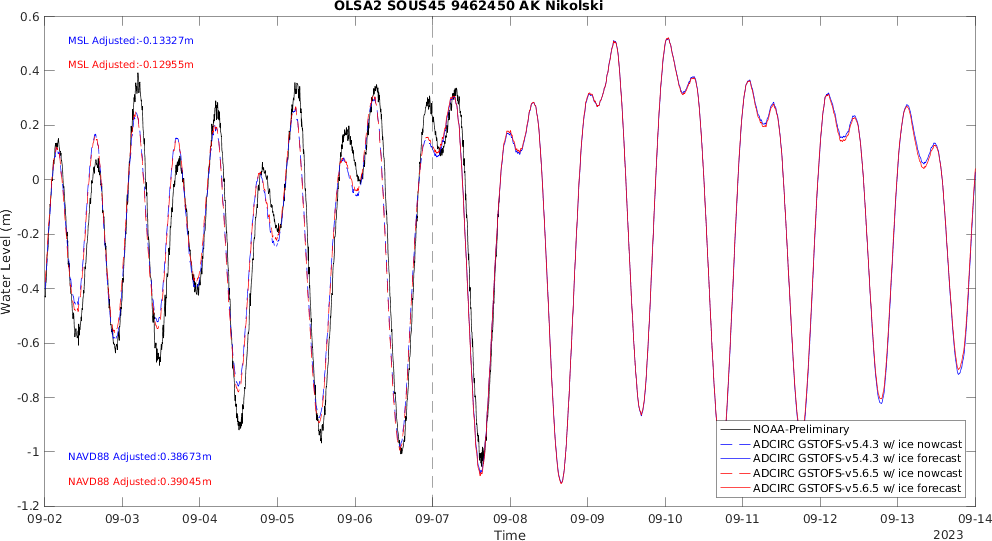 OLSA2 SOUS45 9462450 AK Nikolski
0.6
0.4
0.2
0
-0.2
-0.4
-0.6
-0.8
-1
-1.2
Water Level (m)
MSL Adjusted:-0.13327m
MSL Adjusted:-0.12955m
NAVD88 Adjusted:0.38673m
NAVD88 Adjusted:0.39045m
NOAA-Preliminary
ADCIRC GSTOFS-v5.4.3 w/ ice nowcast
ADCIRC GSTOFS-v5.4.3 w/ ice forecast
ADCIRC GSTOFS-v5.6.5 w/ ice nowcast
ADCIRC GSTOFS-v5.6.5 w/ ice forecast
09-02 09-03 09-04 09-05 09-06 09-07 09-08 09-09 09-10 09-11 09-12 09-13 09-14
Time
2023